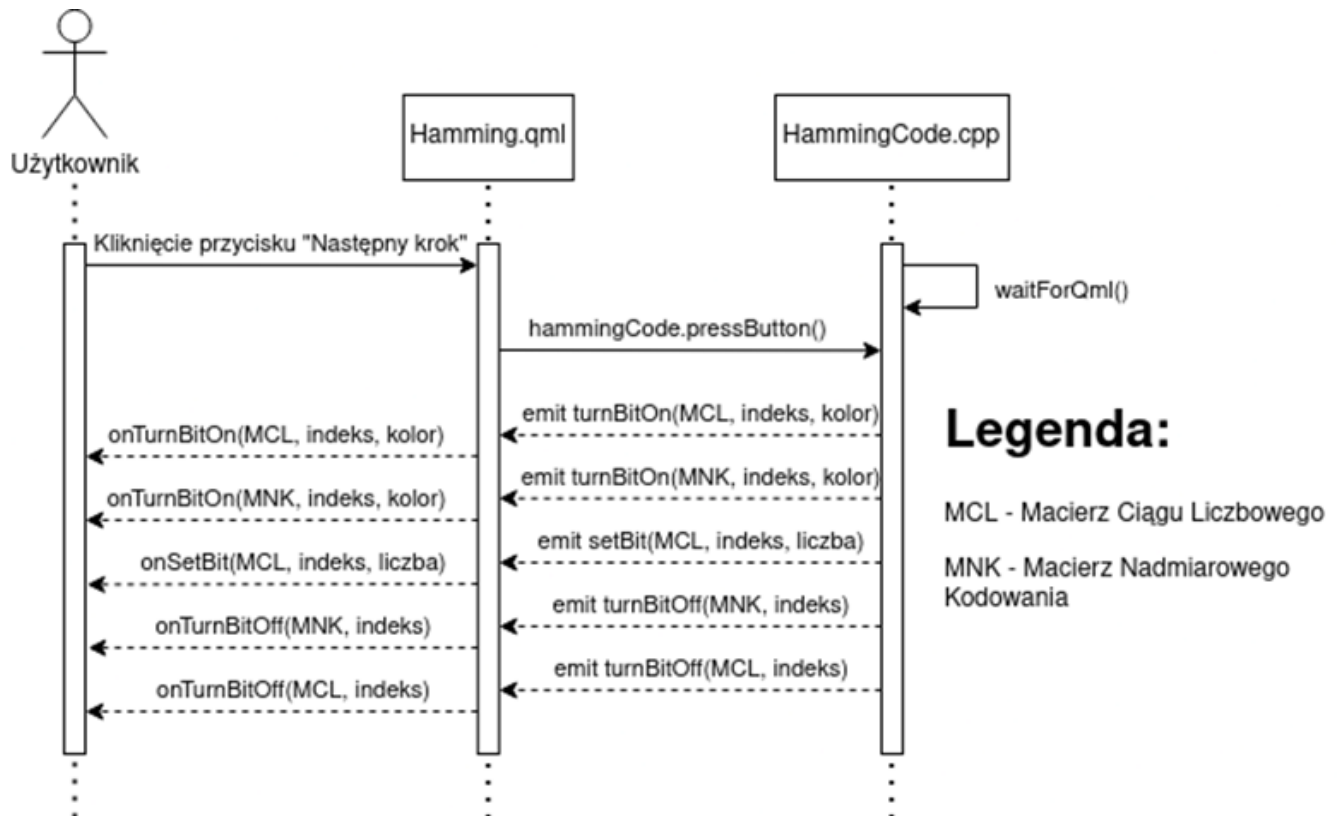 Użytkownik
Hamming.qml
HammingCode.cpp
Kliknięcie przycisku "Następny krok"
waitForQml()
hammingCode.pressButton()
emit turnBitOn(MCL, indeks, kolor)
onTurnBitOn(MCL, indeks, kolor)
emit turnBitOn(MNK, indeks, kolor)
onTurnBitOn(MNK, indeks, kolor)
emit setBit(MCL, indeks, liczba)
onSetBit(MCL, indeks, liczba)
emit turnBitOff(MNK, indeks)
onTurnBitOff(MNK, indeks)
emit turnBitOff(MCL, indeks)
onTurnBitOff(MCL, indeks)
Legenda:
MCL - Macierz Ciągu Liczbowego
MNK - Macierz Nadmiarowego
Kodowania